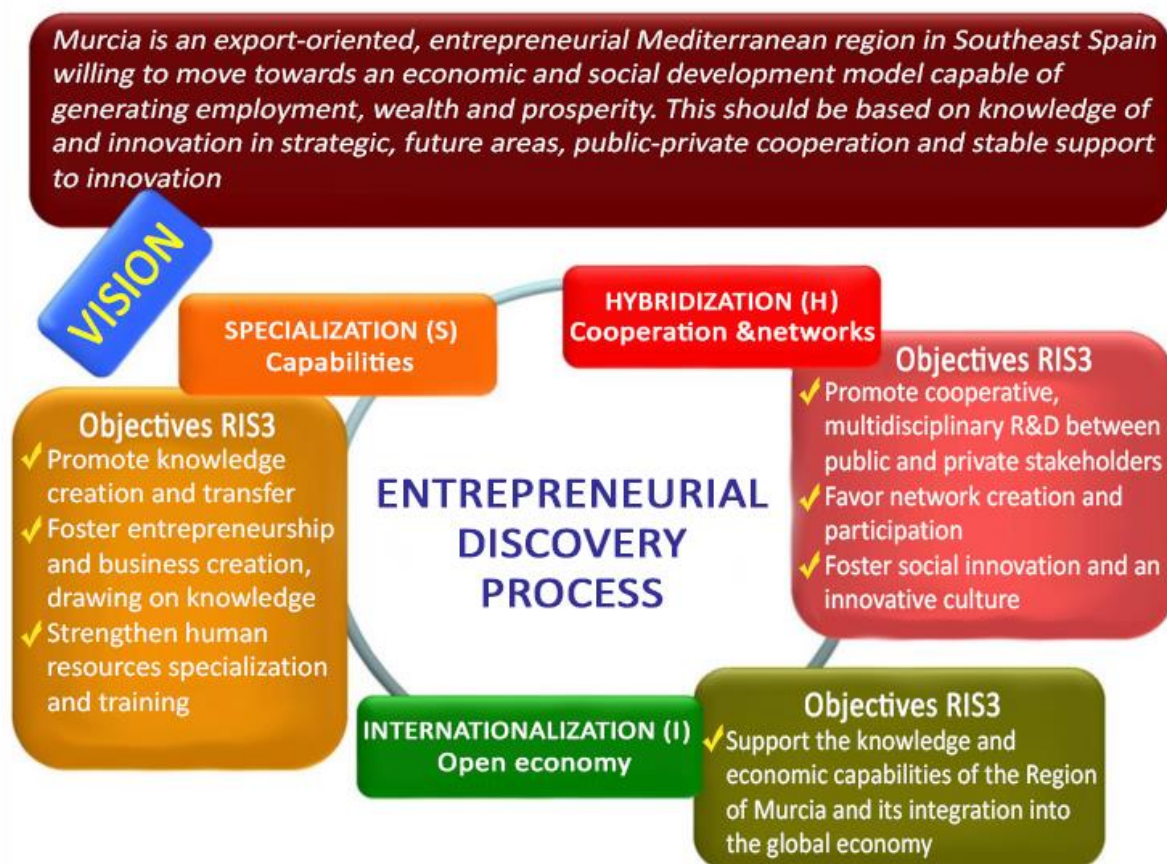 Murcia is an export-oriented, entrepreneurial Mediterranean region in Southeast Spain
willing to move towards an economic and social development model capable of
generating employment, wealth and prosperity. This should be based on knowledge of
and innovation in strategic, future areas, public-private cooperation and stable support
to innovation
VISION
SPECIALIZATION (S)
Capabilities
Objectives RIS3
✓ Promote knowledge
creation and transfer
✓ Foster entrepreneurship
and business creation,
drawing on knowledge
✓ Strengthen human
resources specialization
and training
HYBRIDIZATION (H)
Cooperation &networks
Objectives RIS3
✓ Promote cooperative,
multidisciplinary R&D between
public and private stakeholders
✓ Favor network creation and
participation
✓ Foster social innovation and an
innovative culture
ENTREPRENEURIAL
DISCOVERY
PROCESS
INTERNATIONALIZATION (I)
Open economy
Objectives RIS3
✓ Support the knowledge and
economic capabilities of the Region
of Murcia and its integration into
the global economy